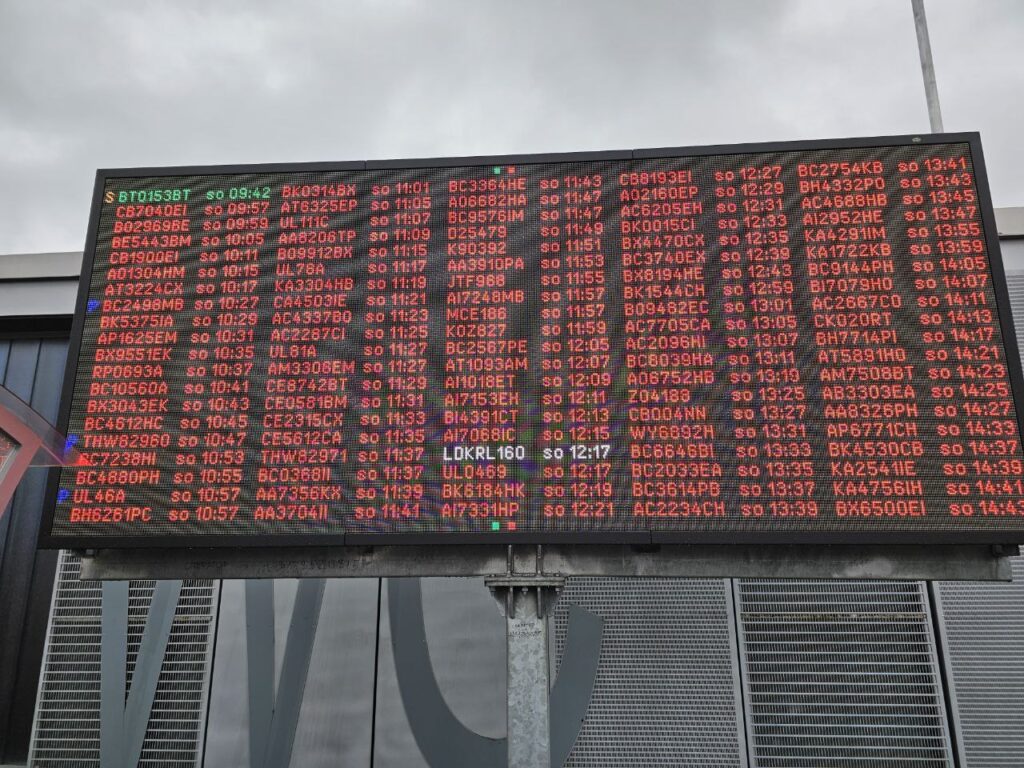 S BT0153BT so 09:42
CB7040EI so 09:57
BO2969BE so 09:59
BE5443BM so 10:05
CB1900EI so 10:11
AO1304HM so 10:15
AT3224CX so 10:17
BC2498MB so 10:27
BK5375IA so 10:29
AP1625EM so 10:31
BX9551EK so 10:35
RP0693A so 10:37
BC10560A so 10:41
BX3043EK so 10:43
BC4612HC so 10:45
THW82960 so 10:47
AC7238HI so 10:53
BC4880PH so 10:55
UL46A so 10:57
BH6261PC so 10:57
BK0314BX so 11:01
AT6325EP so 11:05
UL111C so 11:07
AA8206TP so 11:09
BO9912BX so 11:15
UL76A so 11:17
KA3304HB so 11:19
CA4503IE so 11:21
AC4337BO so 11:23
AC2287CI so 11:25
UL81A so 11:27
AM3306EM so 11:27
CE8742BT so 11:29
CE0581BM so 11:31
CE2315CX so 11:33
CE5612CA so 11:35
THW82971 so 11:37
BC0368II so 11:37
AA7356KX so 11:39
AA3704II so 11:41
BC3364HE so 11:43
AO6682HA so 11:47
BC9576IM so 11:47
O25479 so 11:49
K90392 so 11:51
AA3910PA so 11:53
JTF968 so 11:55
AI7248MB so 11:57
MCE186 so 11:57
KOZ827 so 11:59
BC2567PE so 12:05
AT1093AM so 12:07
AI1018ET so 12:09
AI7153EH so 12:11
BI4391CT so 12:13
AI7068IC so 12:15
LDKRL160 so 12:17
ULO469 so 12:17
BK6184HK so 12:19
AI7331HP so 12:21
CB8193EI so 12:27
AO2160EP so 12:29
AC6205EM so 12:31
BK0015CI so 12:33
BX4470CX so 12:35
BC3740EX so 12:39
BX8194HE so 12:43
BK1544CH so 12:59
BO9462EC so 13:01
AC7705CA so 13:05
BC2096HI so 13:07
BC8039HA so 13:11
AO6752HB so 13:19
ZO4183 so 13:25
CB004NN so 13:27
WY6892H so 13:31
BC6646BI so 13:33
BC2033EA so 13:35
BC3614PB so 13:37
AC2234CH so 13:39
BC2754KB so 13:41
BH4332PO so 13:43
AC4688HB so 13:45
AI2952HE so 13:47
KA4291IM so 13:55
KA1722KB so 13:59
BC9144PH so 14:05
BI7079HO so 14:07
AC2667CO so 14:11
CK020RT so 14:13
BH7714PI so 14:17
AT5891HO so 14:21
AM7508BT so 14:23
AB3303EA so 14:25
AA8326PH so 14:27
AP6771CH so 14:33
BK4530CB so 14:37
KA2541IE so 14:39
KA4756IH so 14:41
BX6500EI so 14:43